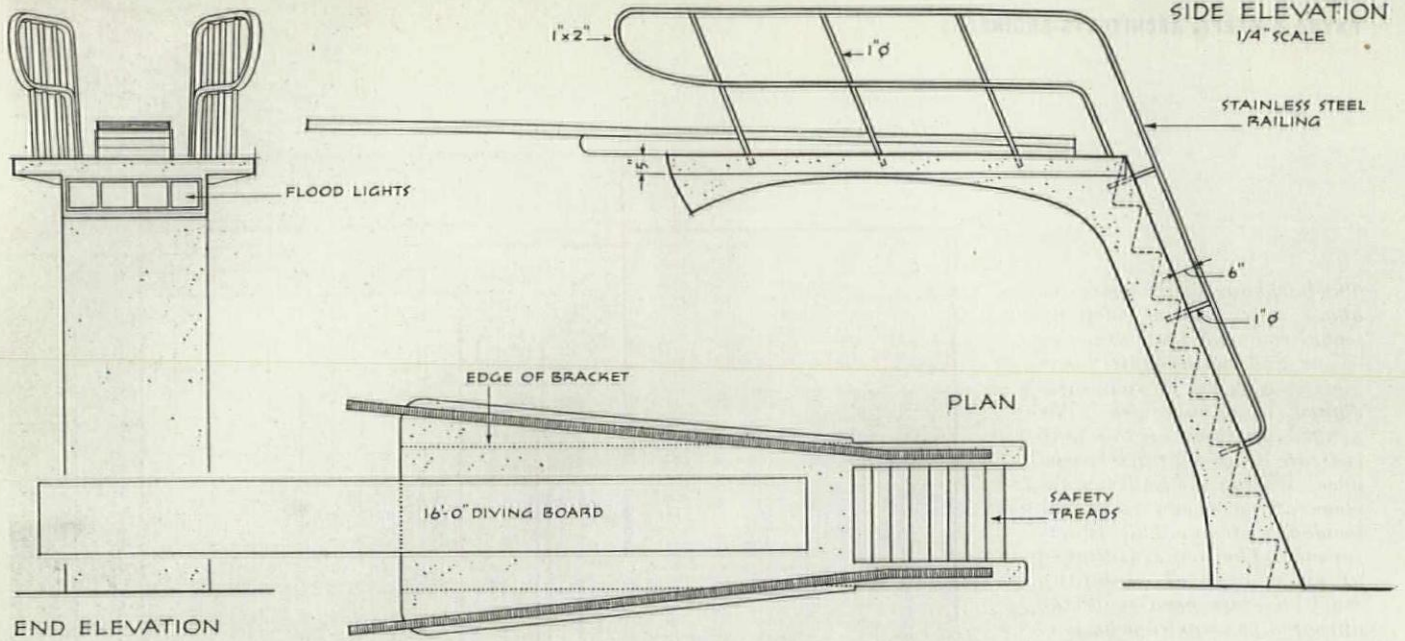 SIDE ELEVATION
1/4" SCALE
1"x2"
1"ø
STAINLESS STEEL
RAILING
5"
FLOOD LIGHTS
6"
1"ø
EDGE OF BRACKET
PLAN
16'-0" DIVING BOARD
SAFETY
TREADS
END ELEVATION